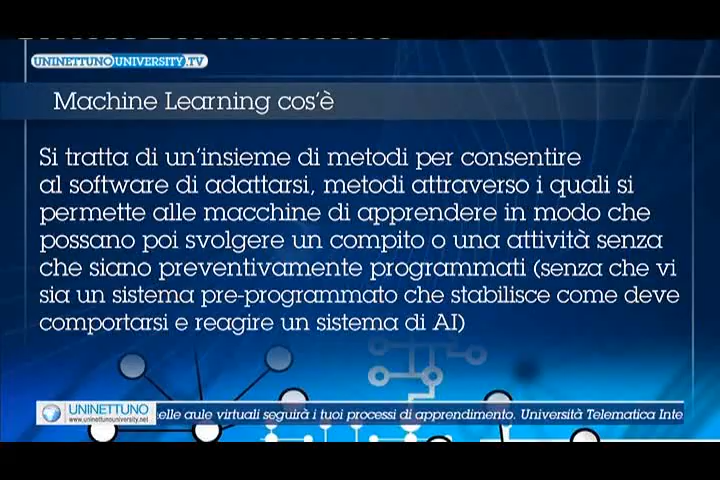 UNINETTUNOUNIVERSITY.TV
Machine Learning cos'è
Si tratta di un'insieme di metodi per consentire
al software di adattarsi, metodi attraverso i quali si
permette alle macchine di apprendere in modo che
possano poi svolgere un compito o una attività senza
che siano preventivamente programmati (senza che vi
sia un sistema pre-programmato che stabilisce come deve
comportarsi e reagire un sistema di AI)
UNINETTUNO
www.uninettunouniversity.net
elle aule virtuali seguirà i tuoi processi di apprendimento. Università Telematica Inte